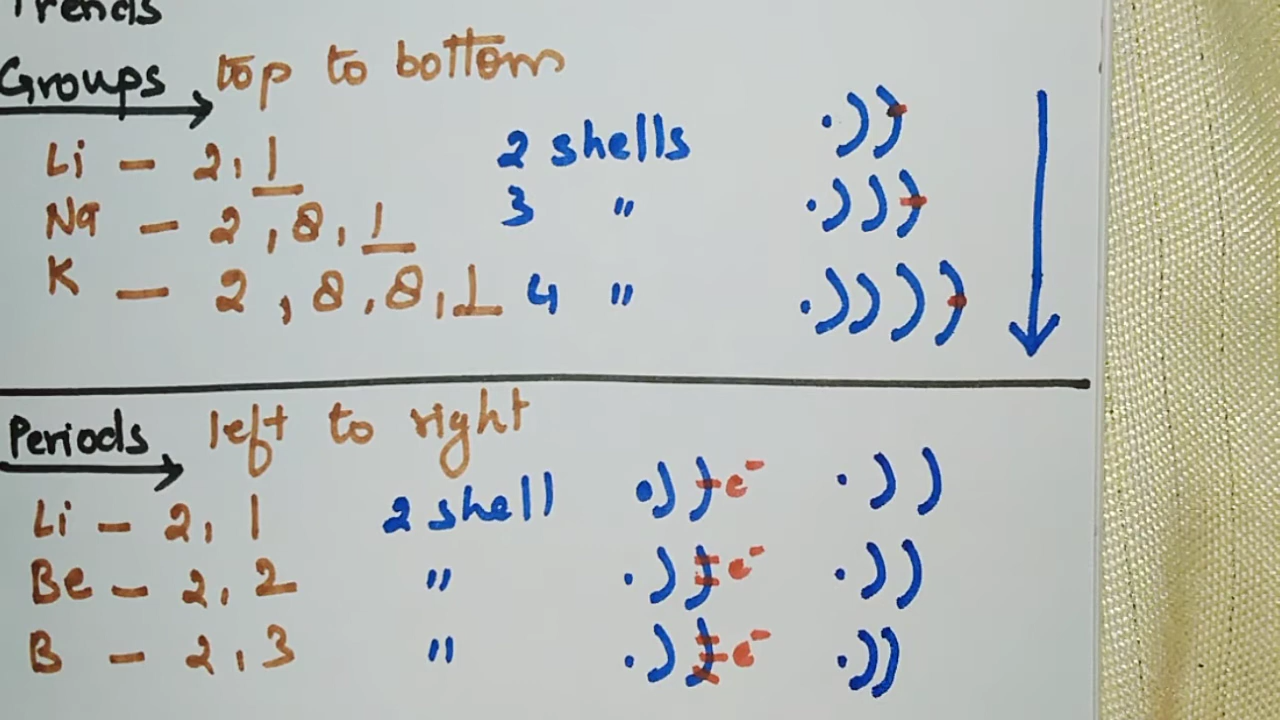 Trends
Groups → top to bottom
Li - 2, 1 2 shells
Na - 2, 8, 1 3 "
K - 2, 8, 8, 1 4 "
Periods → left to right
Li - 2, 1 2 shell e⁻
Be - 2, 2 " e⁻
B - 2, 3 " e⁻